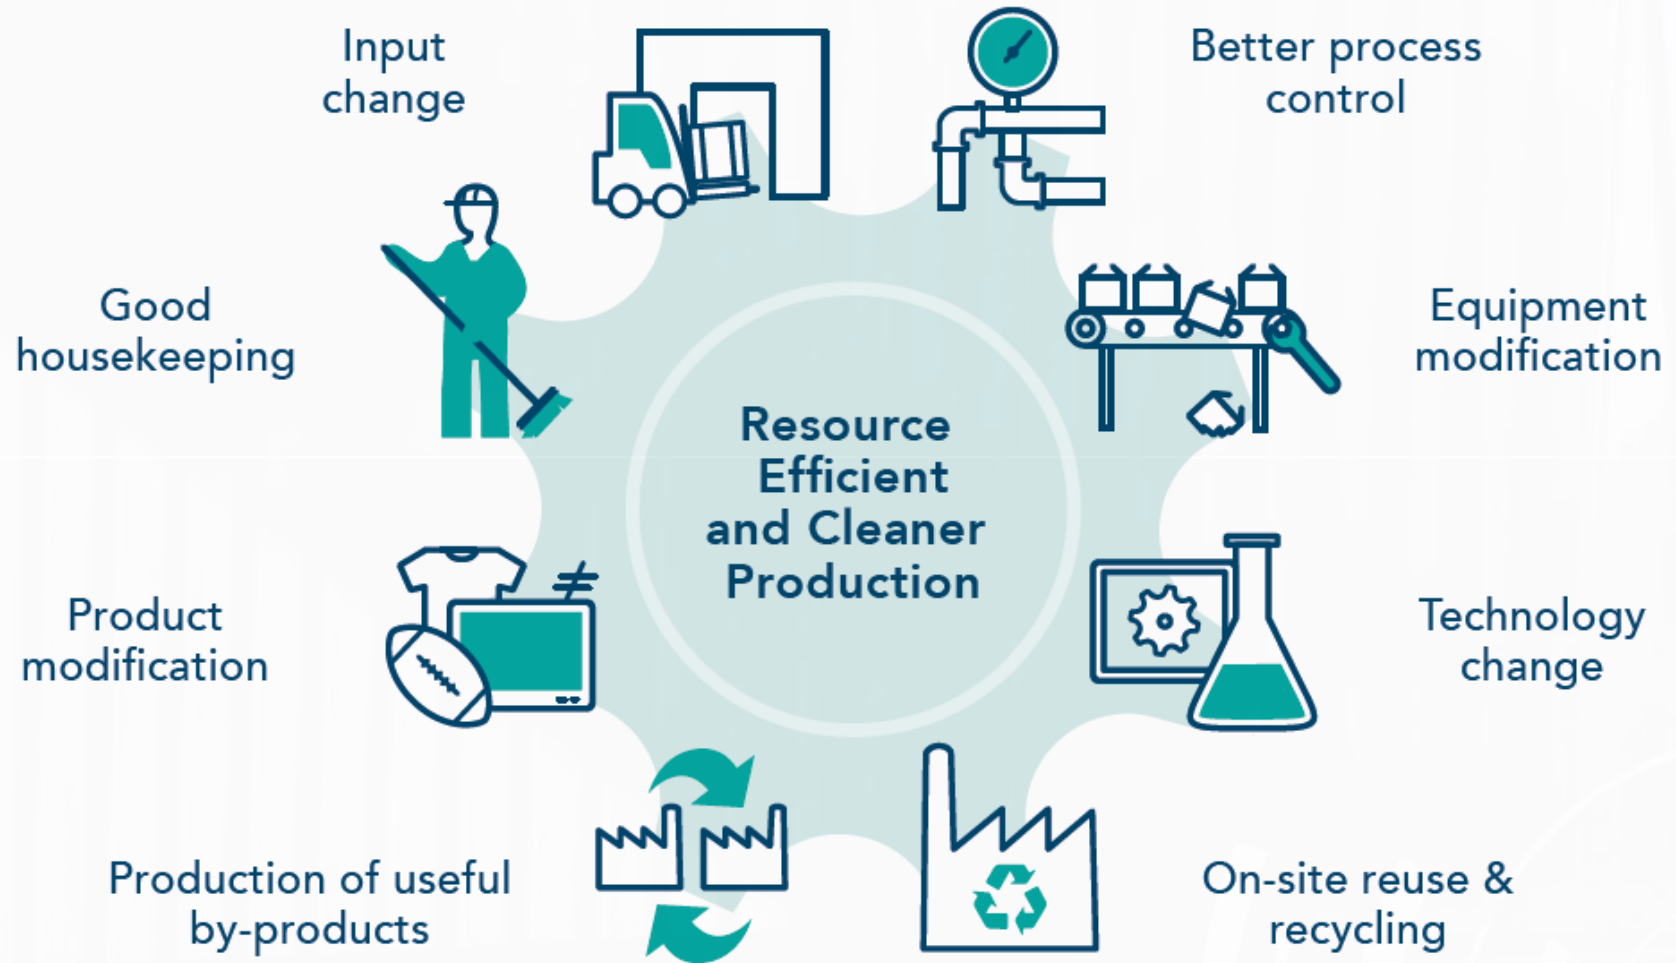 Input
change
Better process
control
Good
housekeeping
Equipment
modification
Resource
Efficient
and Cleaner
Production
Product
modification
Technology
change
Production of useful
by-products
On-site reuse &
recycling